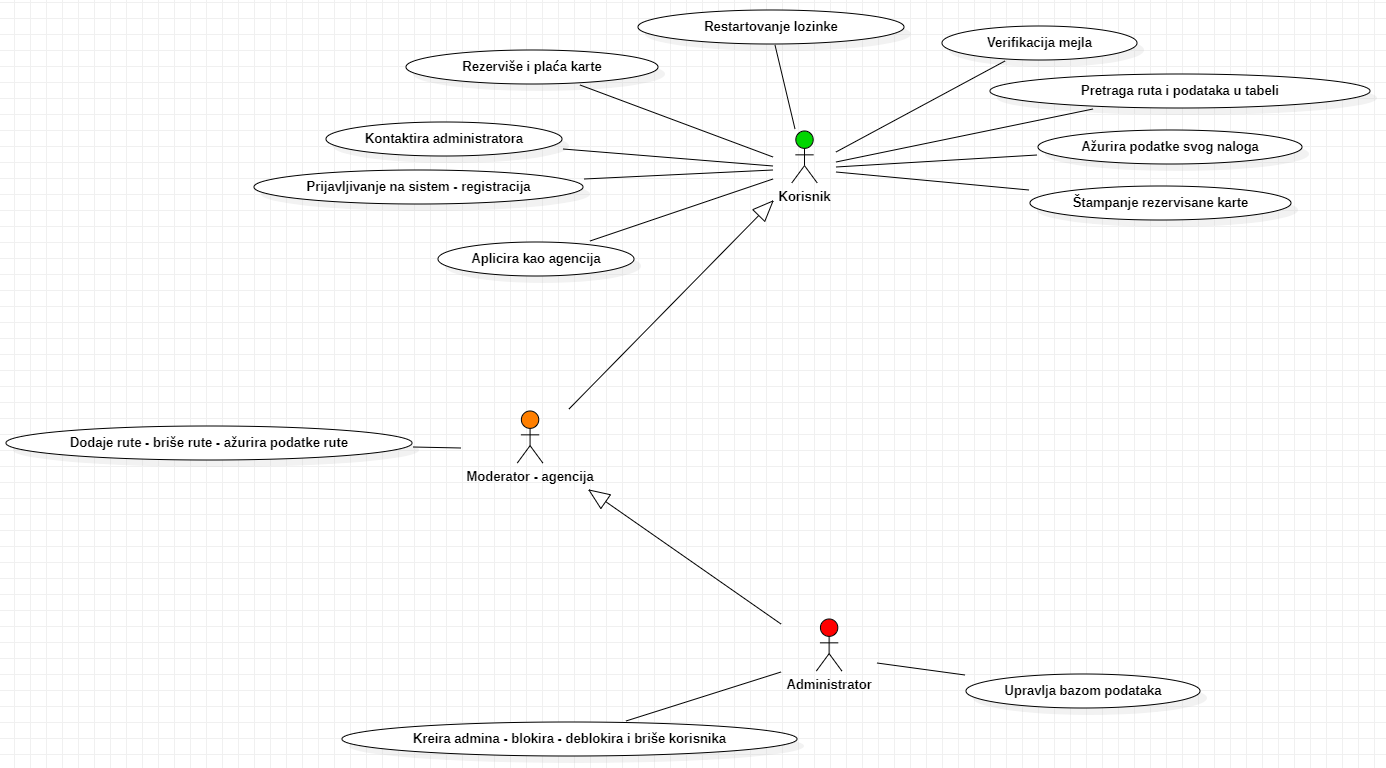 Restartovanje lozinke
Verifikacija mejla
Rezerviše i plaća karte
Pretraga ruta i podataka u tabeli
Kontaktira administratora
Ažurira podatke svog naloga
Prijavljivanje na sistem - registracija
Korisnik
Štampanje rezervisane karte
Aplicira kao agencija
Dodaje rute - briše rute - ažurira podatke rute
Moderator - agencija
Administrator
Upravlja bazom podataka
Kreira admina - blokira - deblokira i briše korisnika